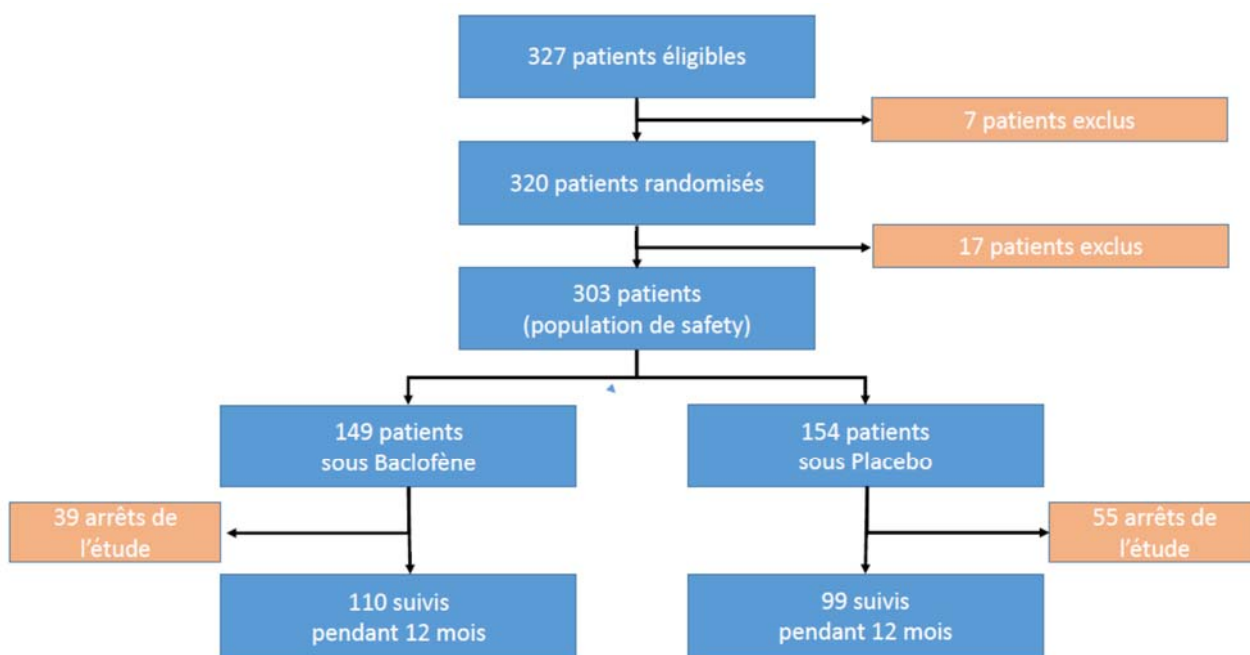 327 patients éligibles
7 patients exclus
320 patients randomisés
17 patients exclus
303 patients
(population de safety)
149 patients
sous Baclofène
154 patients
sous Placebo
39 arrêts de
l'étude
55 arrêts de
l'étude
110 suivis
pendant 12 mois
99 suivis
pendant 12 mois